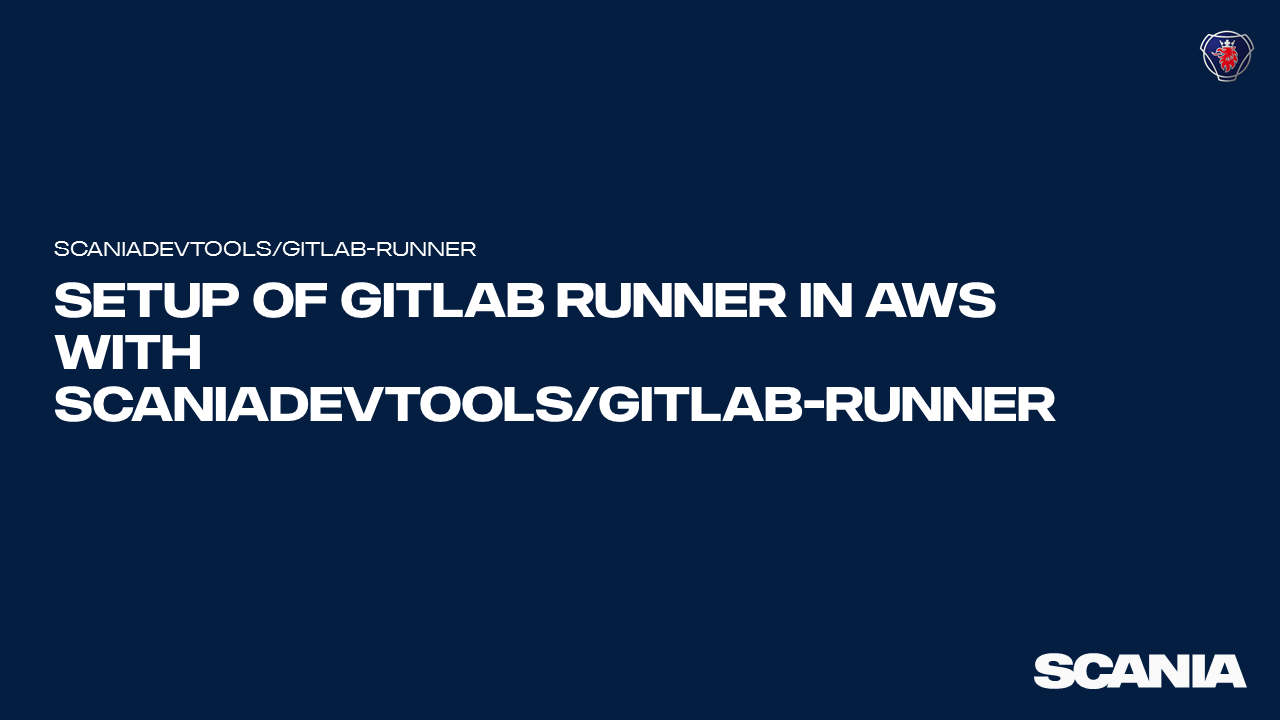 SCANIADEVTOOLS/GITLAB-RUNNER
SETUP OF GITLAB RUNNER IN AWS
WITH
SCANIADEVTOOLS/GITLAB-RUNNER
SCANIA